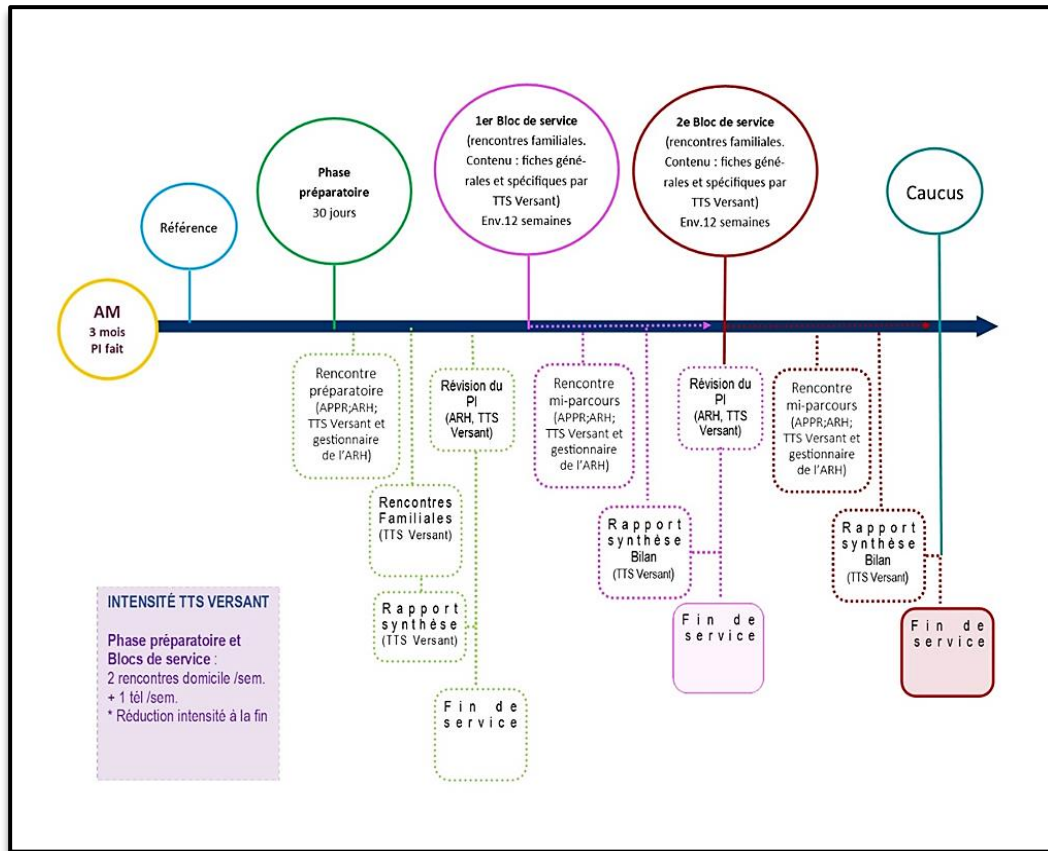 1er Bloc de service
(rencontres familiales.
Contenu : fiches géné-
rales et spécifiques par
TTS Versant)
Env.12 semaines
2e Bloc de service
(rencontres familiales.
Contenu : fiches géné-
rales et spécifiques par
TTS Versant)
Env.12 semaines
Phase
préparatoire
30 jours
Caucus
Référence
AM
3 mois
PI fait
Rencontre
préparatoire
(APPR;ARH;
TTS Versant et
gestionnaire
de l'ARH)
Révision du
PI
(ARH, TTS
Versant)
Rencontre
mi-parcours
(APPR;ARH;
TTS Versant et
gestionnaire
de l'ARH)
Révision du
PI
(ARH, TTS
Versant)
Rencontre
mi-parcours
(APPR;ARH;
TTS Versant et
gestionnaire
de l'ARH)
Rencontres
Familiales
(TTS Versant)
Rapport
synthèse
Bilan
(TTS Versant)
Rapport
synthèse
Bilan
(TTS Versant)
Rapport
synthèse
(TTS Versant)
Fin de
service
Fin de
service
Fin de
service
INTENSITÉ TTS VERSANT
Phase préparatoire et
Blocs de service :
2 rencontres domicile /sem.
+ 1 tél /sem.
* Réduction intensité à la fin